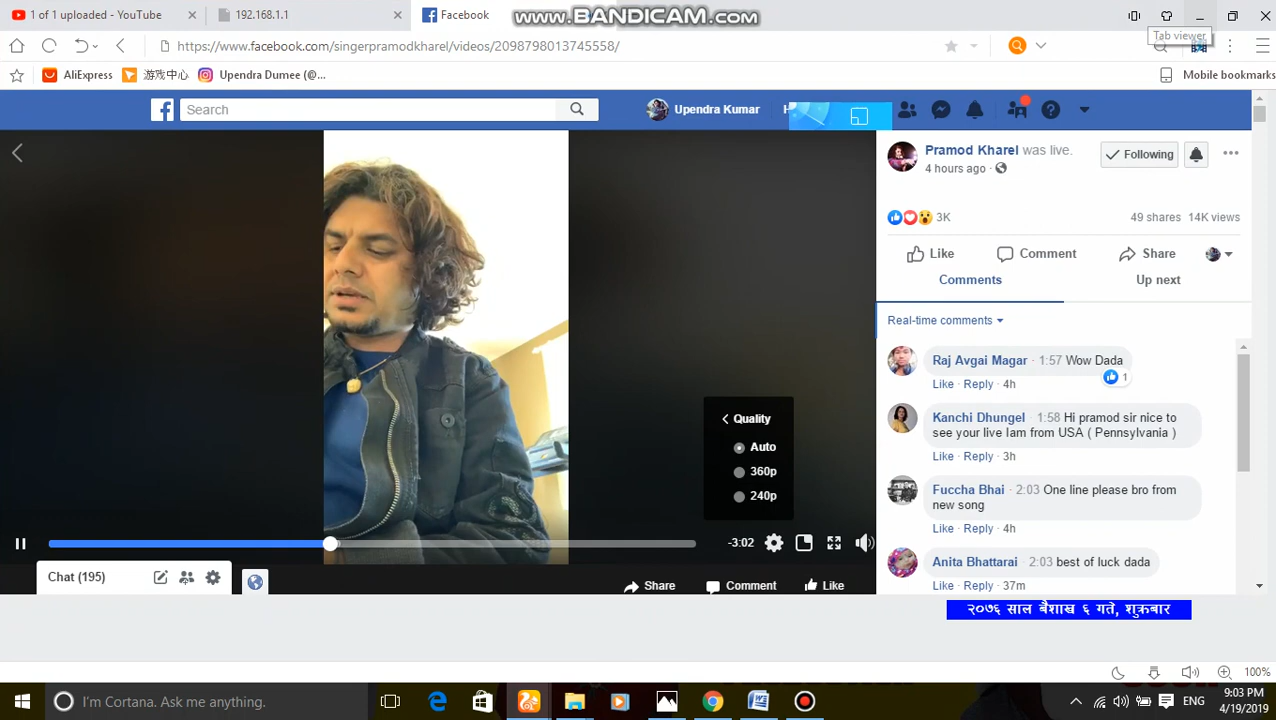 1 of 1 uploaded - YouTube
192.168.1.1
Facebook
www.BANDICAM.com
Tab viewer
https://www.facebook.com/singerpramodkharel/videos/2098798013745558/
AliExpress
游戏中心
Upendra Dumee (@...
Mobile bookmarks
Search
Upendra Kumar
Pramod Kharel was live.
4 hours ago
Following
3K
49 shares 14K views
Like
Comment
Share
Comments
Up next
Real-time comments
Raj Avgai Magar · 1:57 Wow Dada
1
Like · Reply · 4h
Kanchi Dhungel · 1:58 Hi pramod sir nice to
see your live Iam from USA ( Pennsylvania )
Like · Reply · 3h
Fuccha Bhai · 2:03 One line please bro from
new song
Like · Reply · 4h
Anita Bhattarai · 2:03 best of luck dada
Like · Reply · 37m
Quality
Auto
360p
240p
-3:02
Chat (195)
Share
Comment
Like
२०७६ साल बैशाख ६ गते, शुक्रबार
100%
I'm Cortana. Ask me anything.
ENG
9:03 PM
4/19/2019